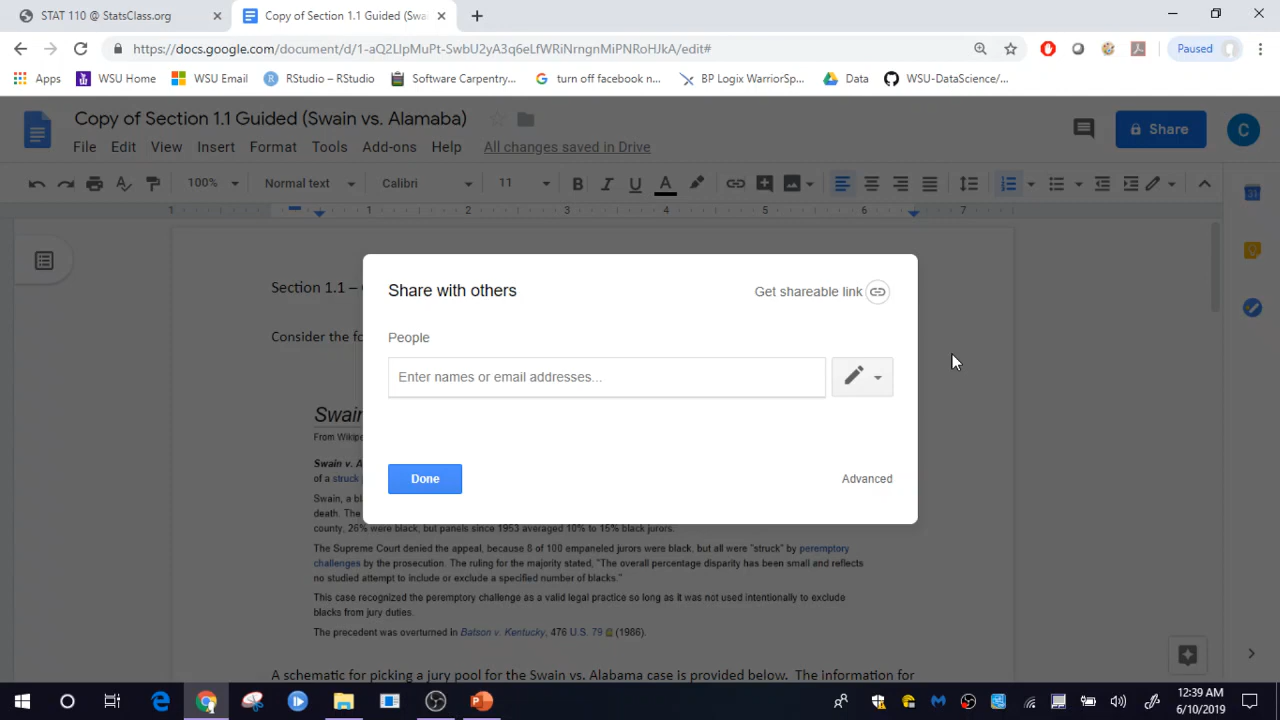 STAT 110 @ StatsClass.org
Copy of Section 1.1 Guided (Swa
https://docs.google.com/document/d/1-aQ2LlpMuPt-SwbU2yA3q6eLfWRiNrngnMiPNRoHJkA/edit#
Paused
Apps
WSU Home
WSU Email
RStudio – RStudio
Software Carpentry...
turn off facebook n...
BP Logix WarriorSp...
Data
WSU-DataScience/...
Copy of Section 1.1 Guided (Swain vs. Alamaba)
Share
C
File Edit View Insert Format Tools Add-ons Help All changes saved in Drive
100% Normal text Calibri 11 B I U A
1 1 2 3 4 5 6 7
31
Section 1.1 –
Consider the fo
Share with others
Get shareable link
People
Enter names or email addresses...
Done
Advanced
Swain
From Wikipe
Swain v. A
of a struck
Swain, a bl
death. The
county, 26% were black, but panels since 1953 averaged 10% to 15% black jurors.
The Supreme Court denied the appeal, because 8 of 100 empaneled jurors were black, but all were "struck" by peremptory
challenges by the prosecution. The ruling for the majority stated, "The overall percentage disparity has been small and reflects
no studied attempt to include or exclude a specified number of blacks."
This case recognized the peremptory challenge as a valid legal practice so long as it was not used intentionally to exclude
blacks from jury duties.
The precedent was overturned in Batson v. Kentucky, 476 U.S. 79 (1986).
A schematic for picking a jury pool for the Swain vs. Alabama case is provided below. The information for
12:39 AM
6/10/2019